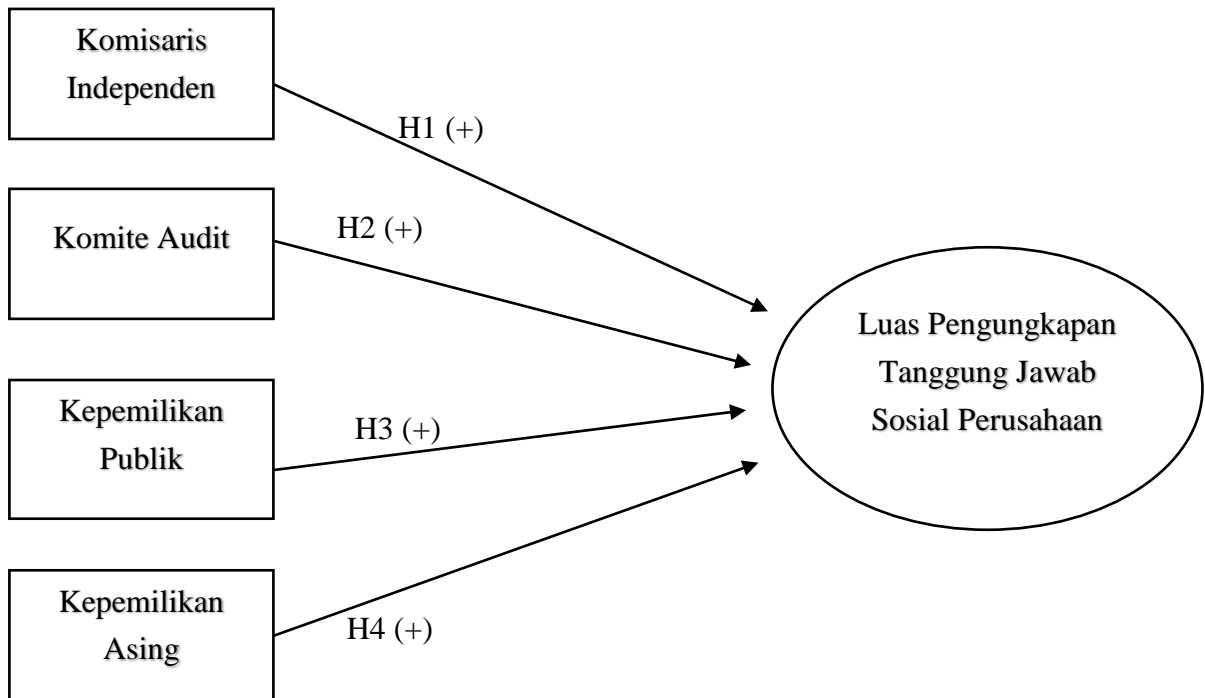 Komisaris
Independen
H1 (+)
Komite Audit
H2 (+)
Kepemilikan
Publik
H3 (+)
Kepemilikan
Asing
H4 (+)
Luas Pengungkapan
Tanggung Jawab
Sosial Perusahaan